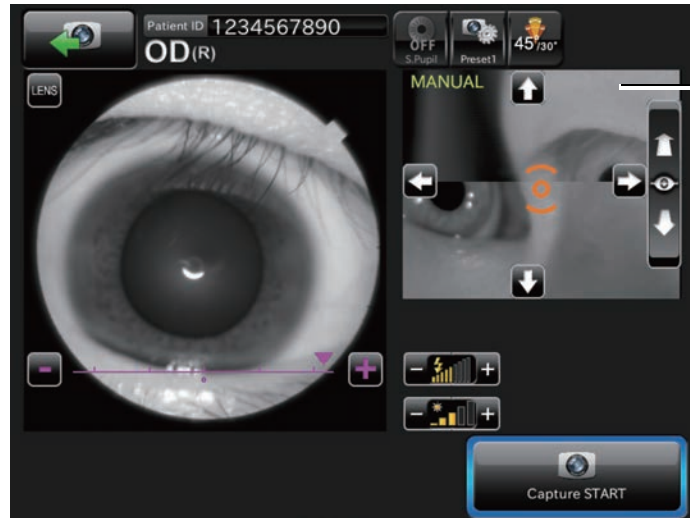 Patient ID 1234567890
OD(R)
OFF
S.Pupil
Preset1
45°/30°
LENS
MANUAL
Capture START